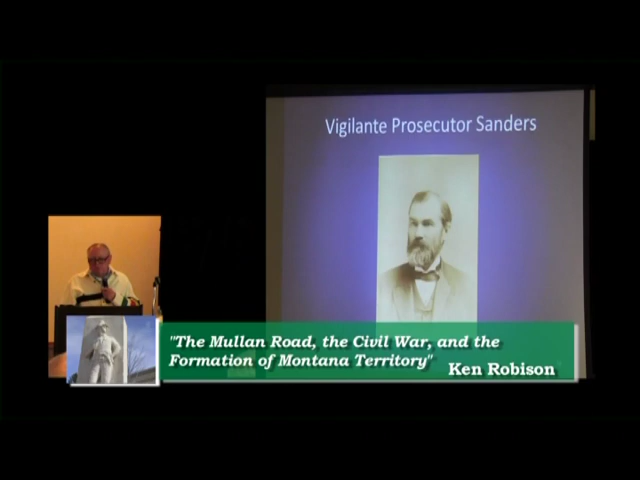 Vigilante Prosecutor Sanders
"The Mullan Road, the Civil War, and the
Formation of Montana Territory"
Ken Robison